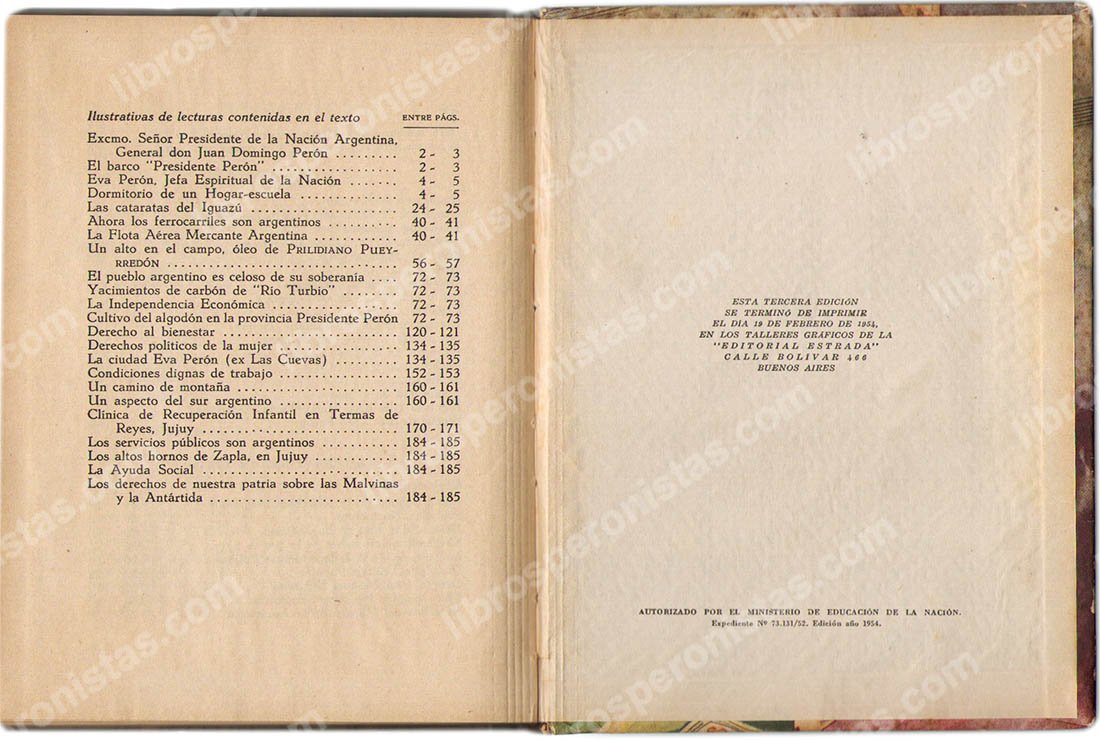 Ilustrativas de lecturas contenidas en el texto ENTRE PÁGS.
Excmo. Señor Presidente de la Nación Argentina,
General don Juan Domingo Perón ......... 2 - 3
El barco "Presidente Perón" .................. 2 - 3
Eva Perón, Jefa Espiritual de la Nación ....... 4 - 5
Dormitorio de un Hogar-escuela .............. 4 - 5
Las cataratas del Iguazú ..................... 24 - 25
Ahora los ferrocarriles son argentinos ......... 40 - 41
La Flota Aérea Mercante Argentina ............ 40 - 41
Un alto en el campo, óleo de PRILIDIANO PUEY-
RREDÓN ................................ 56 - 57
El pueblo argentino es celoso de su soberanía .... 72 - 73
Yacimientos de carbón de "Río Turbio" ........ 72 - 73
La Independencia Económica ................. 72 - 73
Cultivo del algodón en la provincia Presidente Perón 72 - 73
Derecho al bienestar ......................... 120 - 121
Derechos políticos de la mujer ................ 134 - 135
La ciudad Eva Perón (ex Las Cuevas) ......... 134 - 135
Condiciones dignas de trabajo ................ 152 - 153
Un camino de montaña ....................... 160 - 161
Un aspecto del sur argentino ................. 160 - 161
Clínica de Recuperación Infantil en Termas de
Reyes, Jujuy ........................... 170 - 171
Los servicios públicos son argentinos .......... 184 - 185
Los altos hornos de Zapla, en Jujuy ........... 184 - 185
La Ayuda Social ............................ 184 - 185
Los derechos de nuestra patria sobre las Malvinas
y la Antártida .......................... 184 - 185
ESTA TERCERA EDICIÓN
SE TERMINÓ DE IMPRIMIR
EL DÍA 19 DE FEBRERO DE 1954,
EN LOS TALLERES GRÁFICOS DE LA
"EDITORIAL ESTRADA"
CALLE BOLIVAR 466
BUENOS AIRES
AUTORIZADO POR EL MINISTERIO DE EDUCACIÓN DE LA NACIÓN.
Expediente Nº 73.131/52. Edición año 1954.
librosperonistas.com